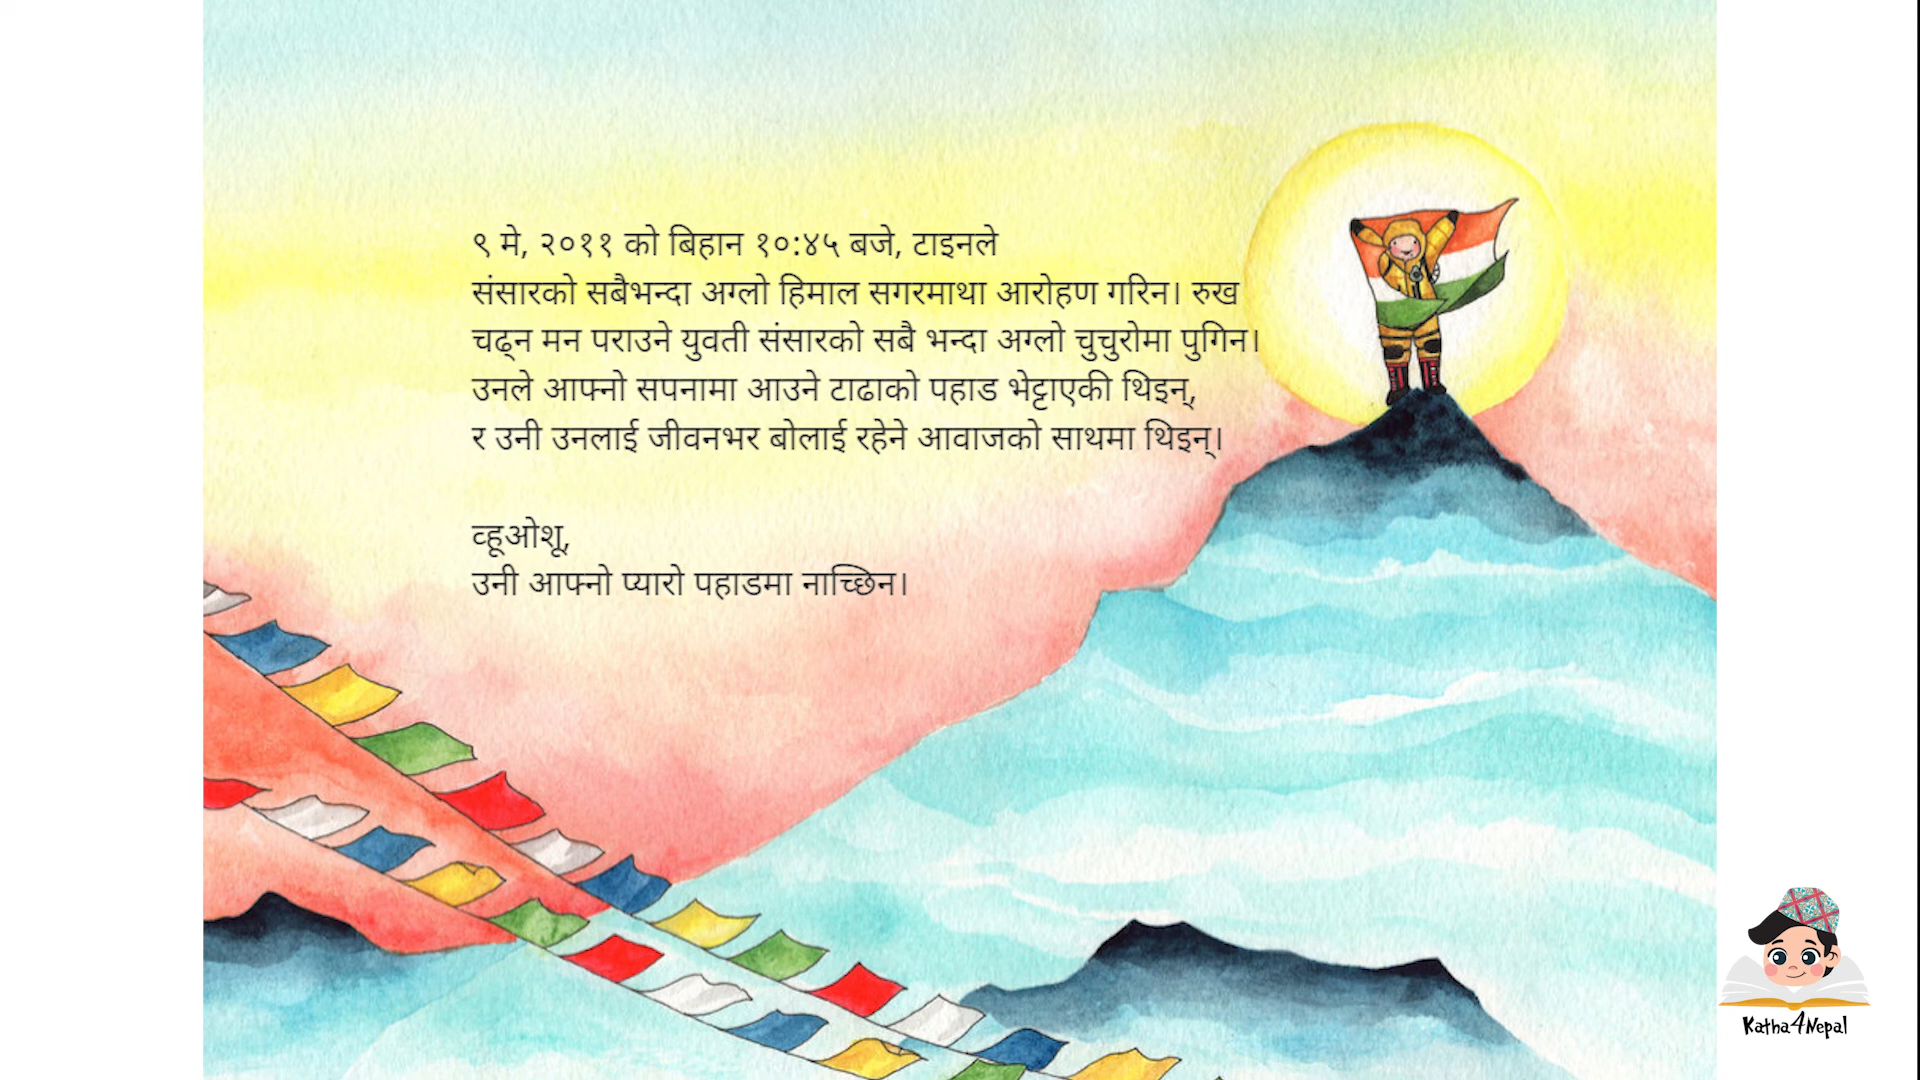 ९ मे, २०११ को बिहान १०:४५ बजे, टाइनले
संसारको सबैभन्दा अग्लो हिमाल सगरमाथा आरोहण गरिन। रुख
चढ्न मन पराउने युवती संसारको सबै भन्दा अग्लो चुचुरोमा पुगिन।
उनले आफ्नो सपनामा आउने टाढाको पहाड भेट्टाएकी थिइन्,
र उनी उनलाई जीवनभर बोलाई रहेने आवाजको साथमा थिइन्।
व्हूओशू,
उनी आफ्नो प्यारो पहाडमा नाच्छिन।
Katha4Nepal